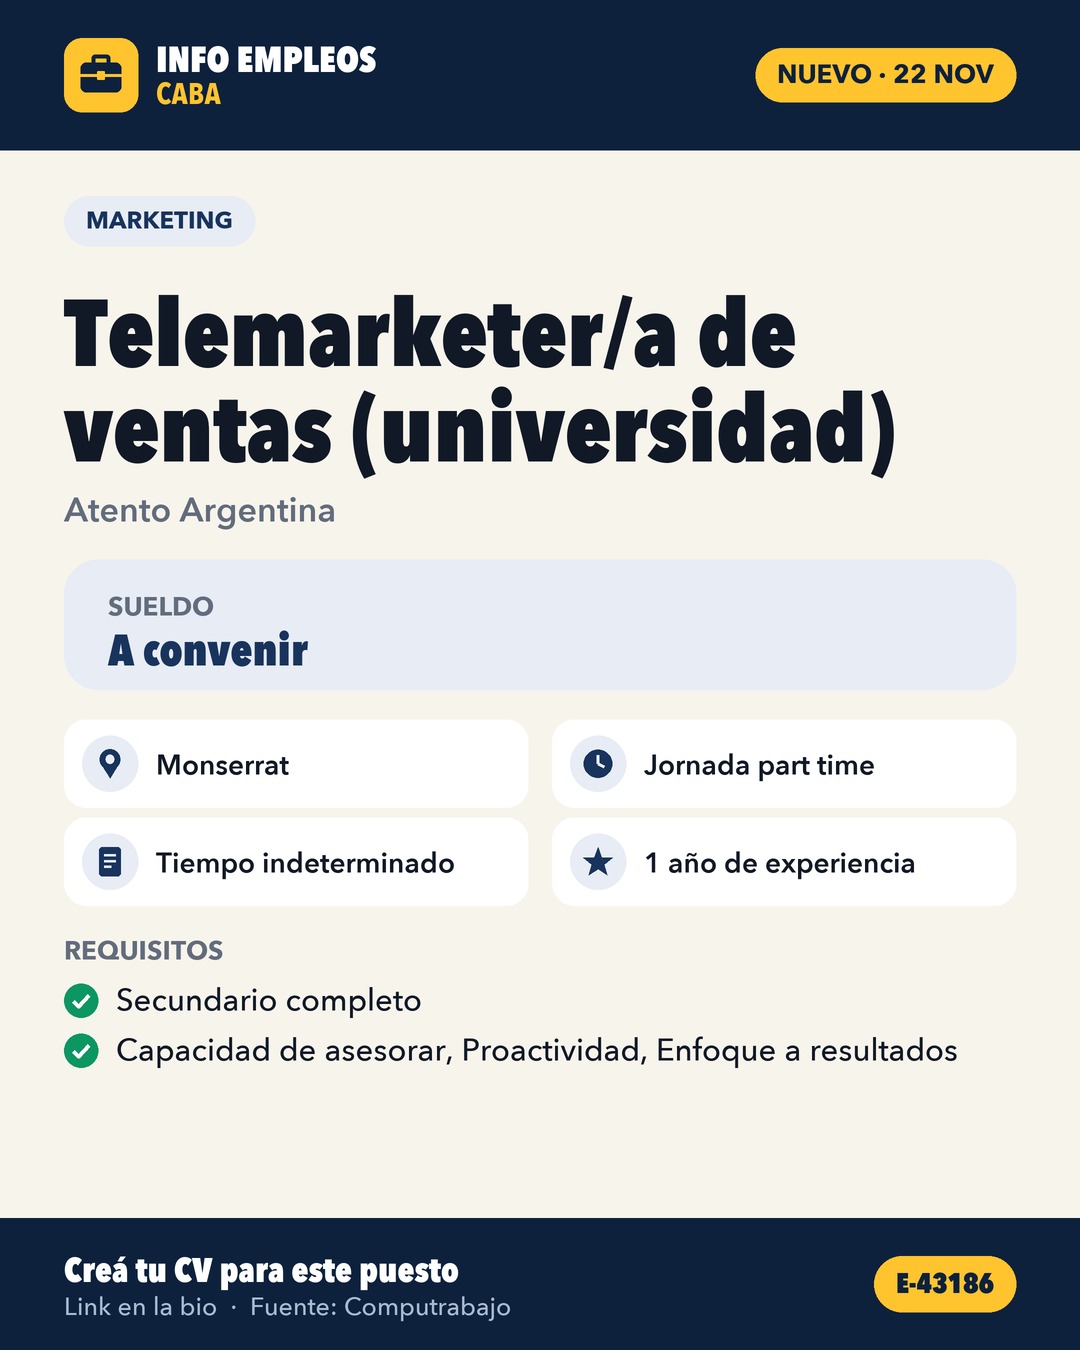 INFO EMPLEOS
CABA
NUEVO · 22 NOV
MARKETING
Telemarketer/a de
ventas (universidad)
Atento Argentina
SUELDO
A convenir
Monserrat
Jornada part time
Tiempo indeterminado
1 año de experiencia
REQUISITOS
Secundario completo
Capacidad de asesorar, Proactividad, Enfoque a resultados
Creá tu CV para este puesto
Link en la bio · Fuente: Computrabajo
E-43186